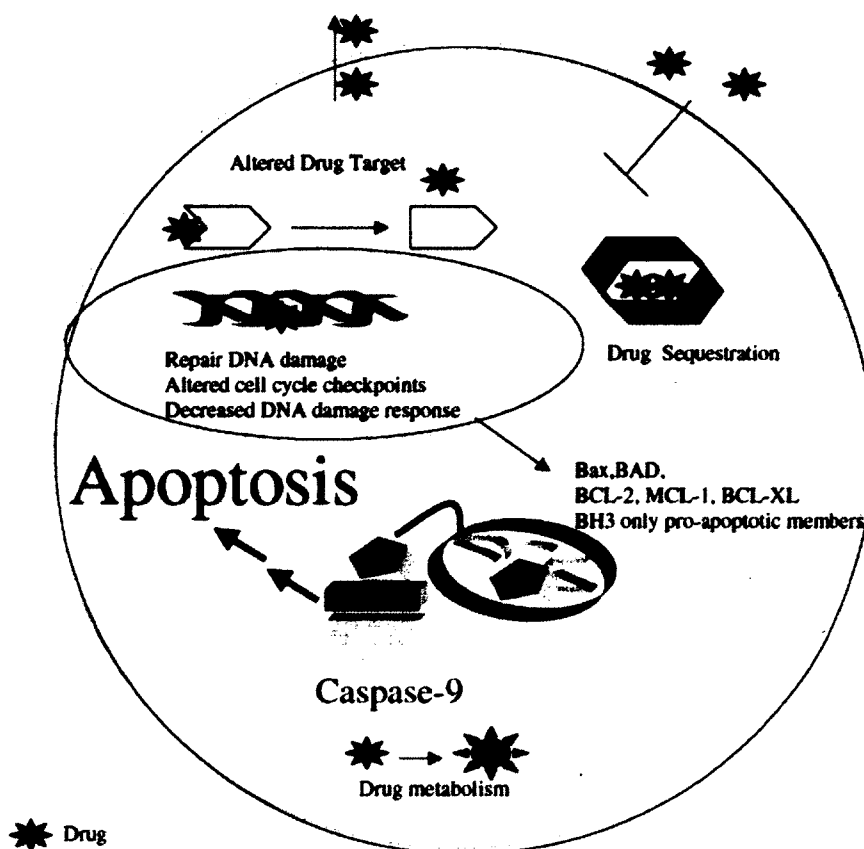 Altered Drug Target
Drug Sequestration
Repair DNA damage
Altered cell cycle checkpoints
Decreased DNA damage response
Bax,BAD,
BCL-2, MCL-1, BCL-XL
BH3 only pro-apoptotic members
Apoptosis
Caspase-9
Drug metabolism
Drug